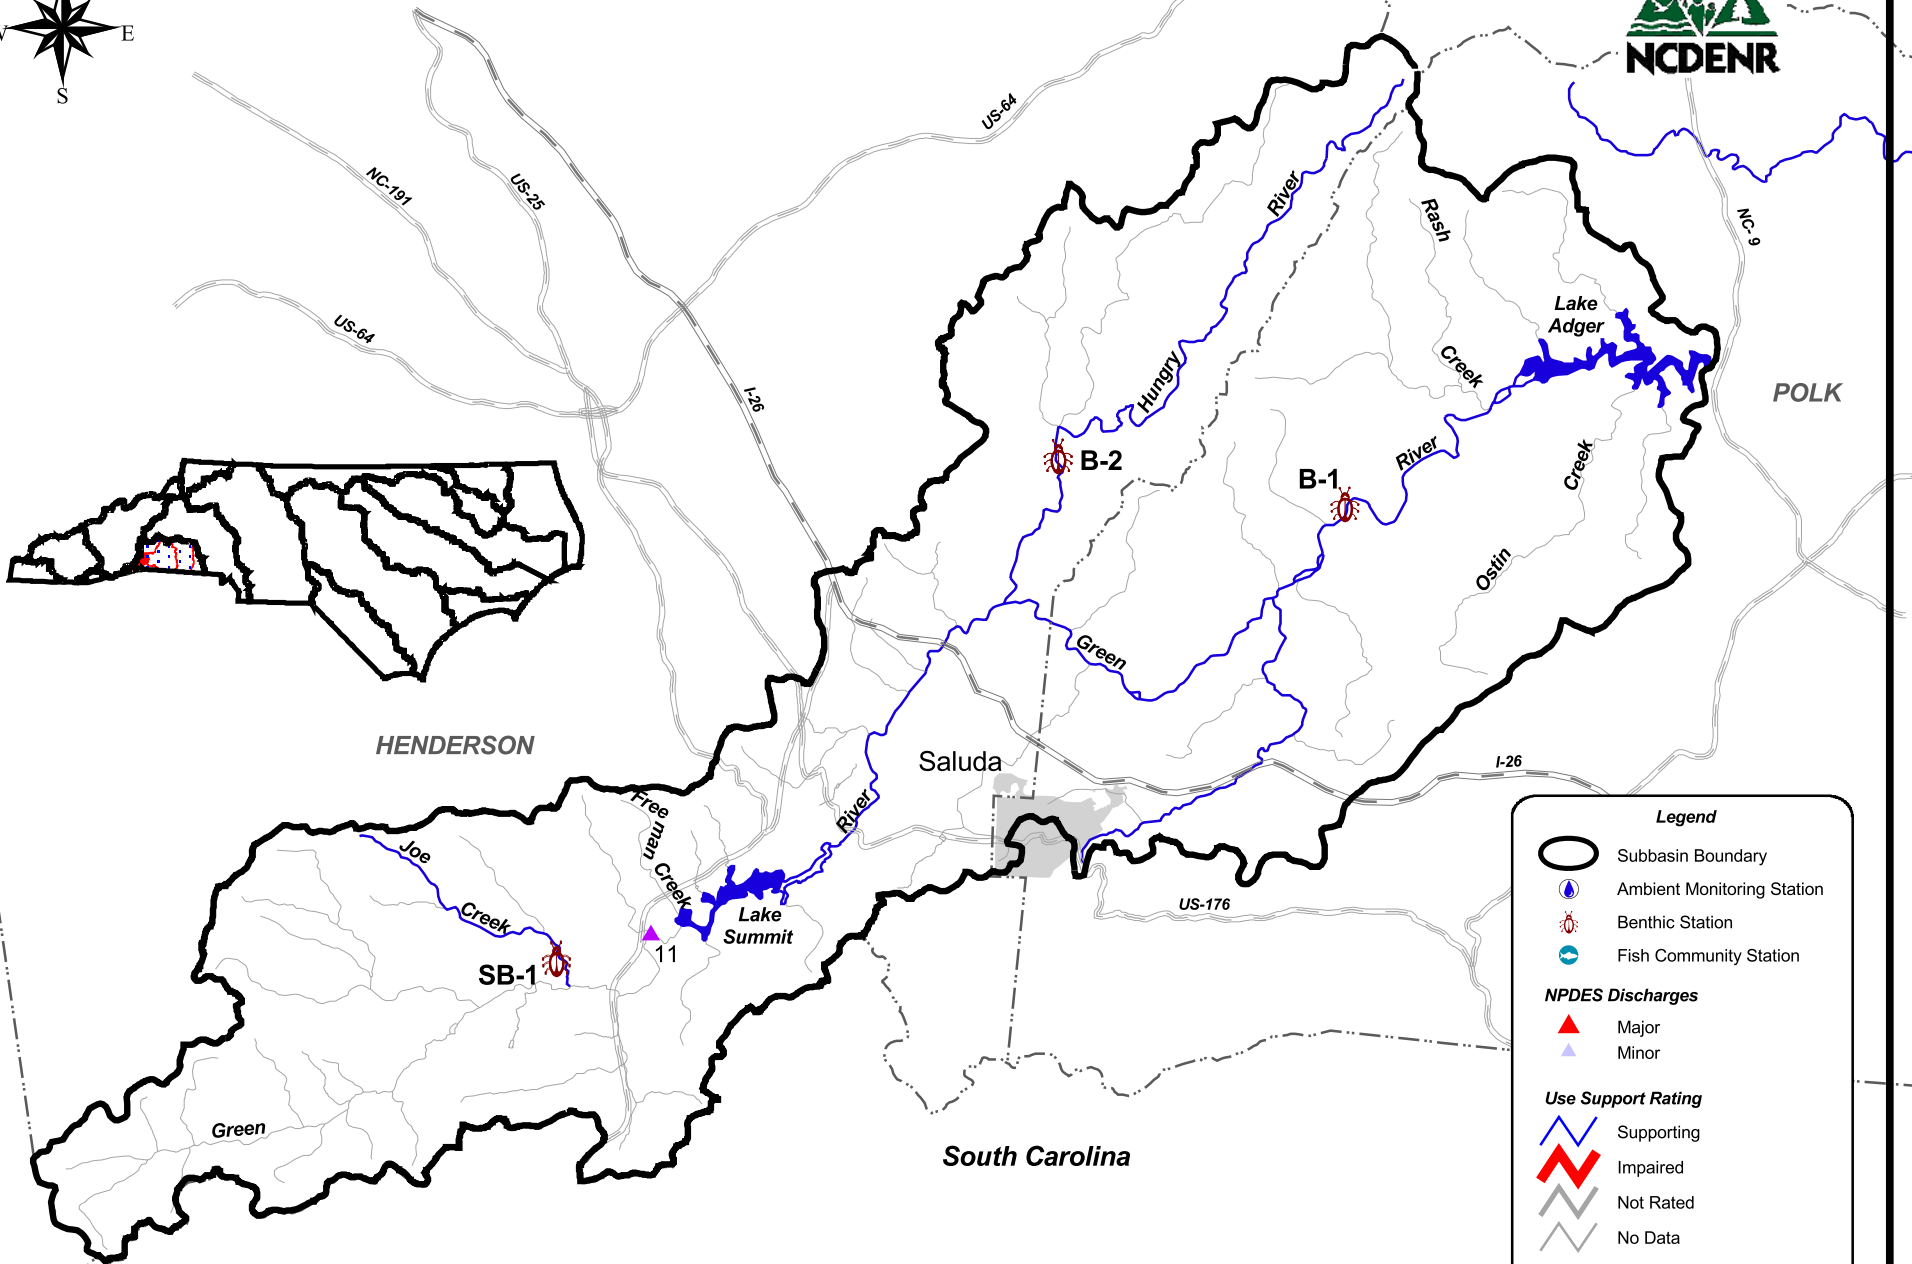 E
S
NCDENR
US-64
NC-191
US-25
River
Rash
NC-9
US-64
Lake
Adger
Creek
I-26
Hungry
POLK
B-2
B-1
River
Creek
Ostin
Green
HENDERSON
Saluda
I-26
Free man
River
Joe
Creek
Creek
Lake
Summit
11
SB-1
US-176
Green
South Carolina
Legend
Subbasin Boundary
Ambient Monitoring Station
Benthic Station
Fish Community Station
NPDES Discharges
Major
Minor
Use Support Rating
Supporting
Impaired
Not Rated
No Data